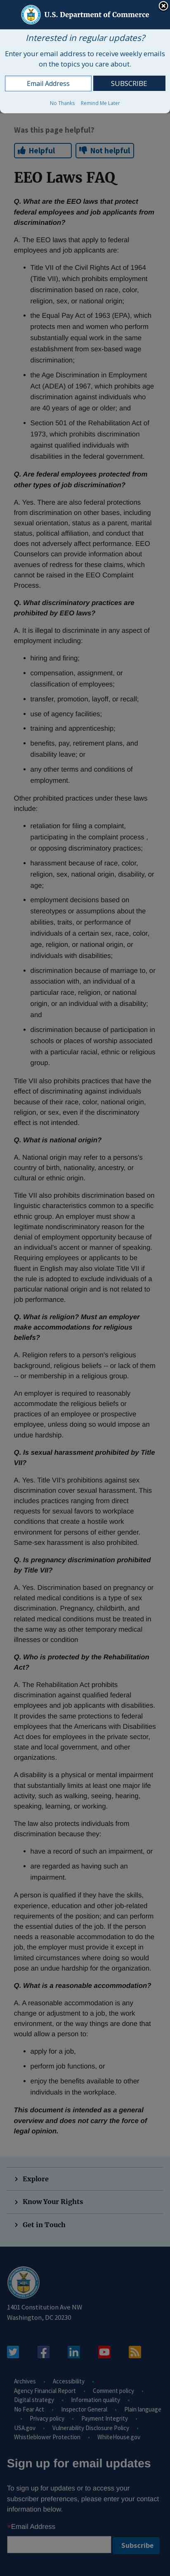 U.S. Department of Commerce
Interested in regular updates?
Enter your email address to receive weekly emails
on the topics you care about.
Email Address
SUBSCRIBE
No Thanks
Remind Me Later
Was this page helpful?
Helpful
Not helpful
EEO Laws FAQ
Q. What are the EEO laws that protect
federal employees and job applicants from
discrimination?
A. The EEO laws that apply to federal
employees and job applicants are:
Title VII of the Civil Rights Act of 1964
(Title VII), which prohibits employment
discrimination based on race, color,
religion, sex, or national origin;
the Equal Pay Act of 1963 (EPA), which
protects men and women who perform
substantially equal work in the same
establishment from sex-based wage
discrimination;
the Age Discrimination in Employment
Act (ADEA) of 1967, which prohibits age
discrimination against individuals who
are 40 years of age or older; and
Section 501 of the Rehabilitation Act of
1973, which prohibits discrimination
against qualified individuals with
disabilities in the federal government.
Q. Are federal employees protected from
other types of job discrimination?
A. Yes. There are also federal protections
from discrimination on other bases, including
sexual orientation, status as a parent, marital
status, political affiliation, and conduct that
does not adversely affect performance. EEO
Counselors can provide information about
avenues of redress for these claims, which
cannot be raised in the EEO Complaint
Process.
Q. What discriminatory practices are
prohibited by EEO laws?
A. It is illegal to discriminate in any aspect of
employment including:
hiring and firing;
compensation, assignment, or
classification of employees;
transfer, promotion, layoff, or recall;
use of agency facilities;
training and apprenticeship;
benefits, pay, retirement plans, and
disability leave; or
any other terms and conditions of
employment.
Other prohibited practices under these laws
include:
retaliation for filing a complaint,
participating in the complaint process ,
or opposing discriminatory practices;
harassment because of race, color,
religion, sex, national origin, disability, or
age;
employment decisions based on
stereotypes or assumptions about the
abilities, traits, or performance of
individuals of a certain sex, race, color,
age, religion, or national origin, or
individuals with disabilities;
discrimination because of marriage to, or
association with, an individual of a
particular race, religion, or national
origin, or an individual with a disability;
and
discrimination because of participation in
schools or places of worship associated
with a particular racial, ethnic or religious
group.
Title VII also prohibits practices that have the
effect of discriminating against individuals
because of their race, color, national origin,
religion, or sex, even if the discriminatory
effect is not intended.
Q. What is national origin?
A. National origin may refer to a persons's
country of birth, nationality, ancestry, or
cultural or ethnic origin.
Title VII also prohibits discrimination based on
linguistic characteristics common to a specific
ethnic group. An employer must show a
legitimate nondiscriminatory reason for the
denial of employment opportunity because of
an individual's accent or manner of speaking.
Requiring employees or applicants to be
fluent in English may also violate Title VII if
the rule is adopted to exclude individuals of
particular national origin and is not related to
job performance.
Q. What is religion? Must an employer
make accommodations for religious
beliefs?
A. Religion refers to a person's religious
background, religious beliefs -- or lack of them
-- or membership in a religious group.
An employer is required to reasonably
accommodate the religious beliefs or
practices of an employee or prospective
employee, unless doing so would impose an
undue hardship.
Q. Is sexual harassment prohibited by Title
VII?
A. Yes. Title VII's prohibitions against sex
discrimination cover sexual harassment. This
includes practices ranging from direct
requests for sexual favors to workplace
conditions that create a hostile work
environment for persons of either gender.
Same-sex harassment is also prohibited.
Q. Is pregnancy discrimination prohibited
by Title VII?
A. Yes. Discrimination based on pregnancy or
related medical conditions is a type of sex
discrimination. Pregnancy, childbirth, and
related medical conditions must be treated in
the same way as other temporary medical
illnesses or condition
Q. Who is protected by the Rehabilitation
Act?
A. The Rehabilitation Act prohibits
discrimination against qualified federal
employees and job applicants with disabilities.
It provides the same protections to federal
employees that the Americans with Disabilities
Act does for employees in the private sector,
state and local government, and other
organizations.
A disability is a physical or mental impairment
that substantially limits at least one major life
activity, such as walking, seeing, hearing,
speaking, learning, or working.
The law also protects individuals from
discrimination because they:
have a record of such an impairment, or
are regarded as having such an
impairment.
A person is qualified if they have the skills,
experience, education, and other job-related
requirements of a position and can perform
the essential duties of the job. If the person
needs a reasonable accommodation to do the
job, the employer must provide it except in
limited circumstances where doing so would
pose an undue hardship for the organization.
Q. What is a reasonable accommodation?
A. A reasonable accommodation is any
change or adjustment to a job, the work
environment, or the way things are done that
would allow a person to:
apply for a job,
perform job functions, or
enjoy the benefits available to other
individuals in the workplace.
This document is intended as a general
overview and does not carry the force of
legal opinion.
Explore
Know Your Rights
Get in Touch
1401 Constitution Ave NW
Washington, DC 20230
Archives - Accessibility -
Agency Financial Report - Comment policy -
Digital strategy - Information quality -
No Fear Act - Inspector General - Plain language
- Privacy policy - Payment Integrity -
USA.gov - Vulnerability Disclosure Policy -
Whistleblower Protection - WhiteHouse.gov
Sign up for email updates
To sign up for updates or to access your
subscriber preferences, please enter your contact
information below.
*Email Address
Subscribe